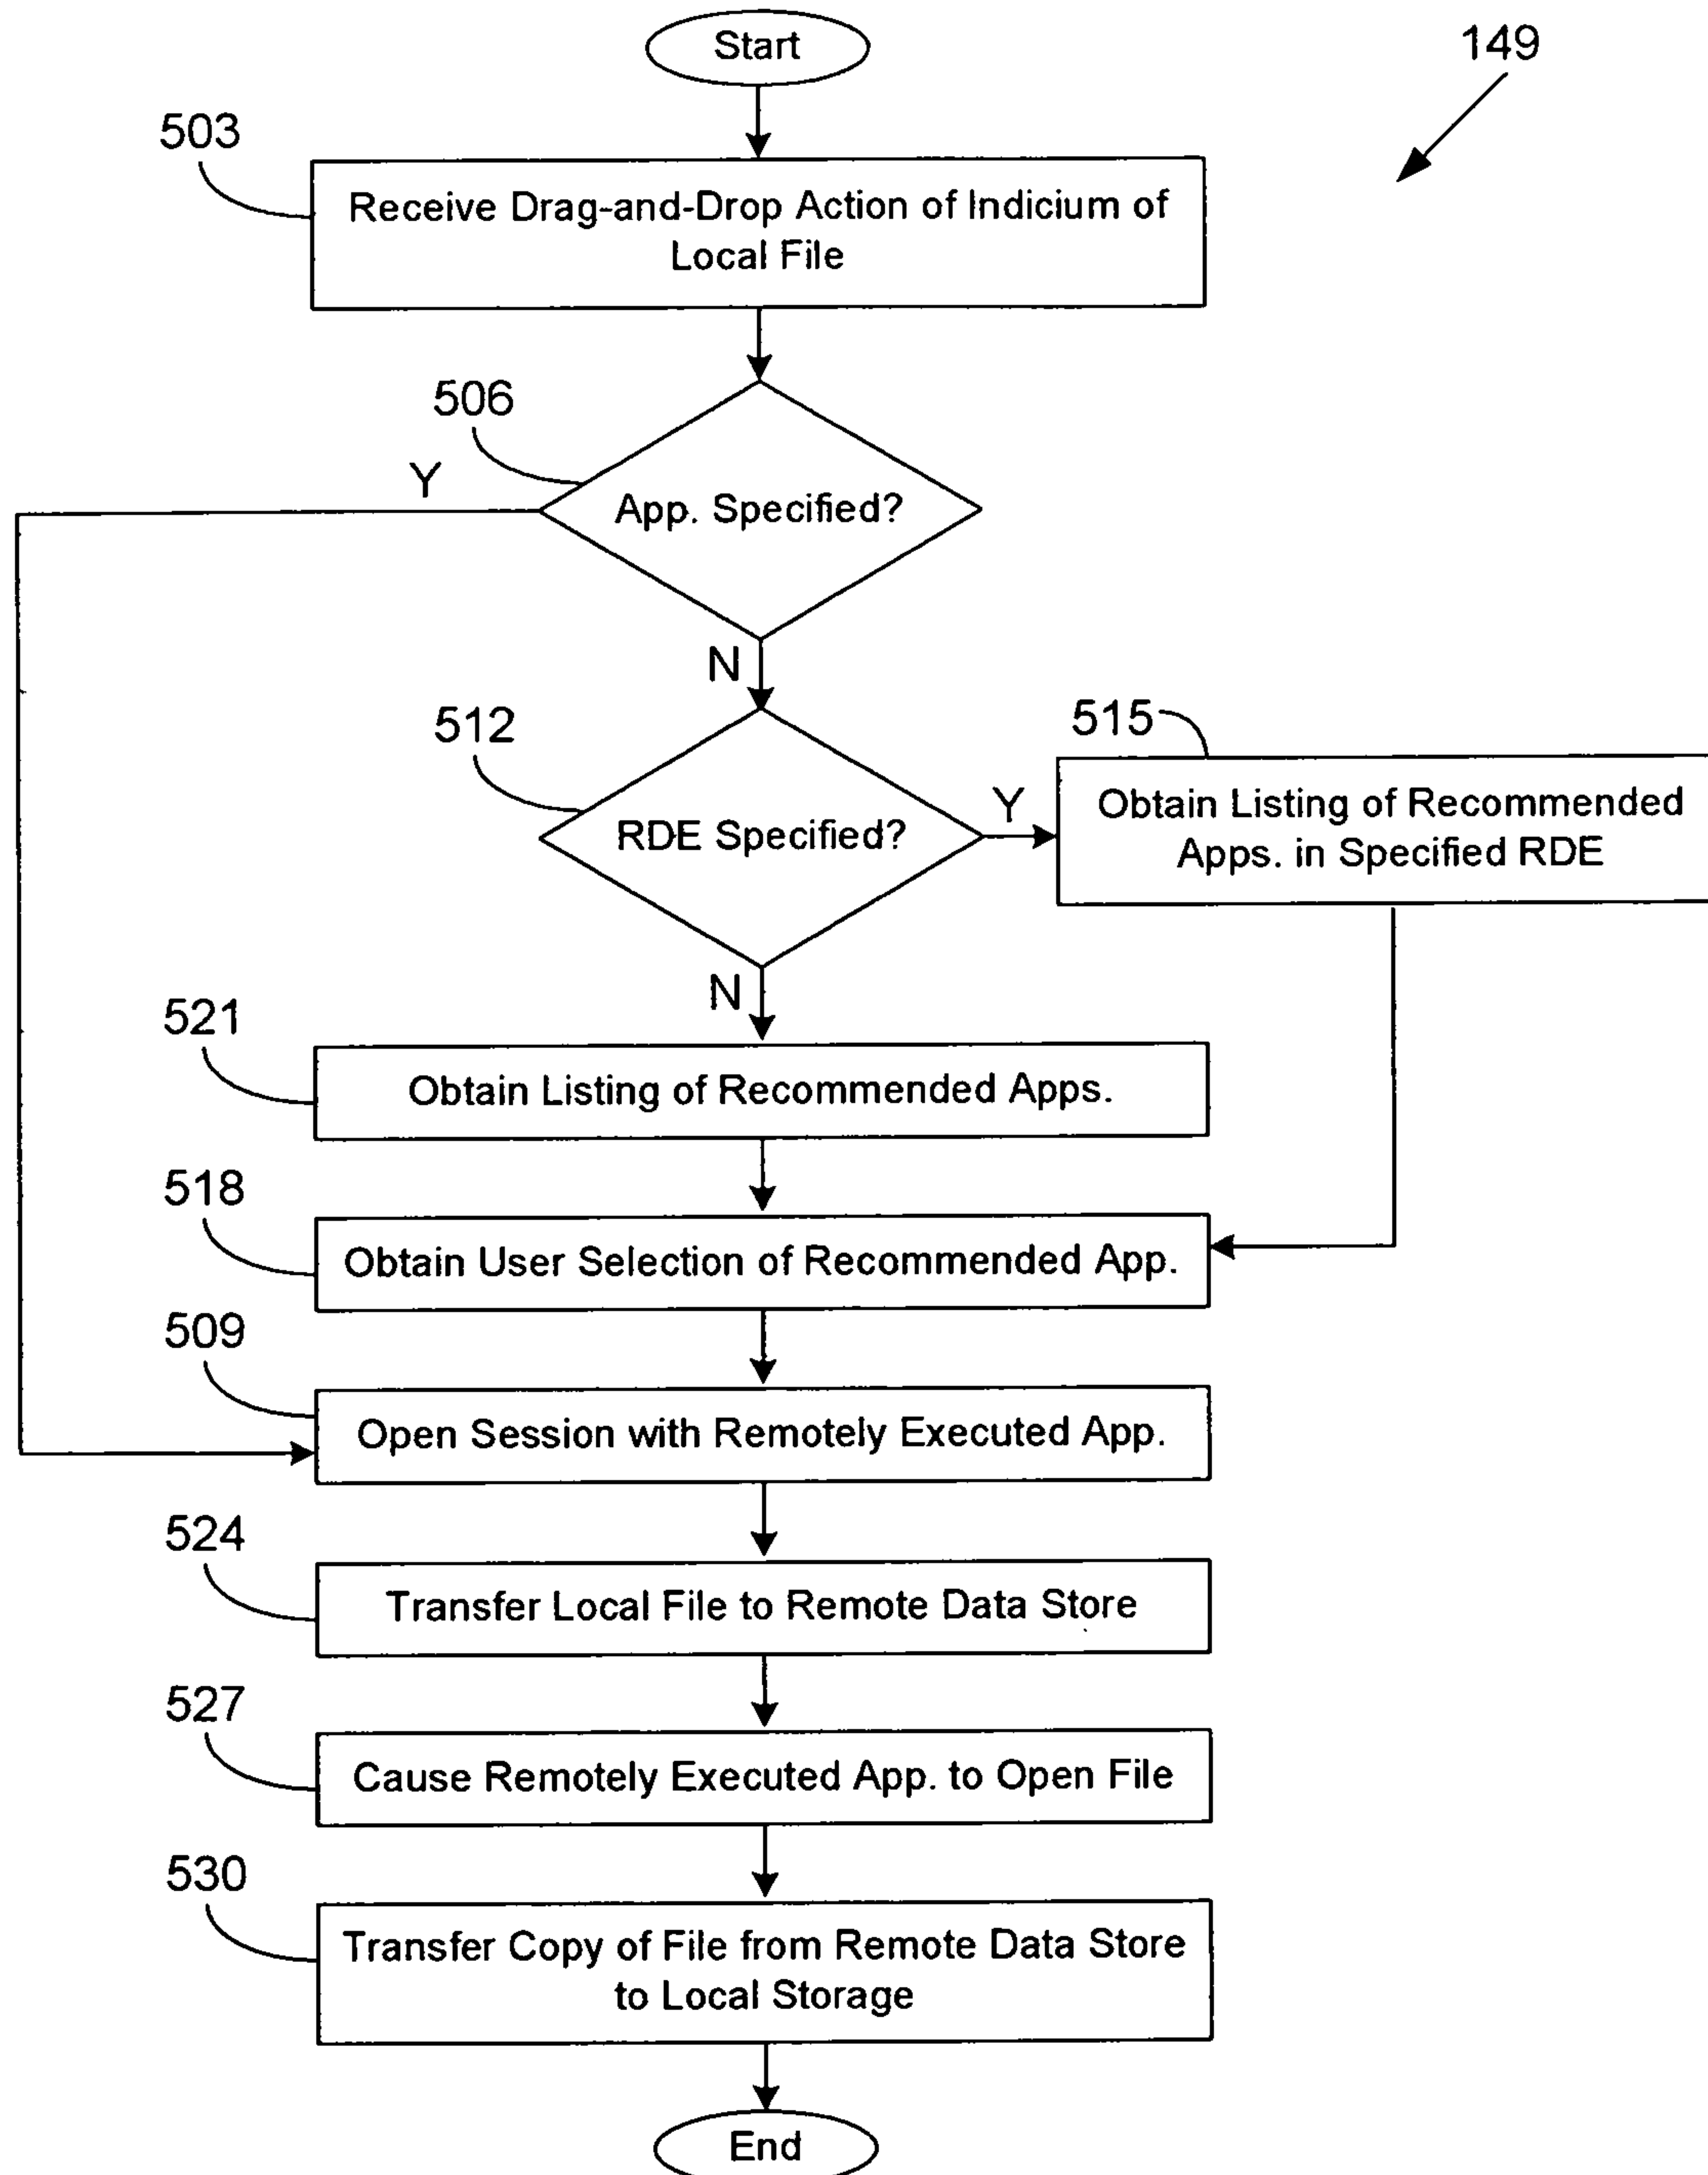 Start
149
503
Receive Drag-and-Drop Action of Indicium of
Local File
506
Y
App. Specified?
N
512
515
RDE Specified?
Y
Obtain Listing of Recommended
Apps. in Specified RDE
N
521
Obtain Listing of Recommended Apps.
518
Obtain User Selection of Recommended App.
509
Open Session with Remotely Executed App.
524
Transfer Local File to Remote Data Store
527
Cause Remotely Executed App. to Open File
530
Transfer Copy of File from Remote Data Store
to Local Storage
End